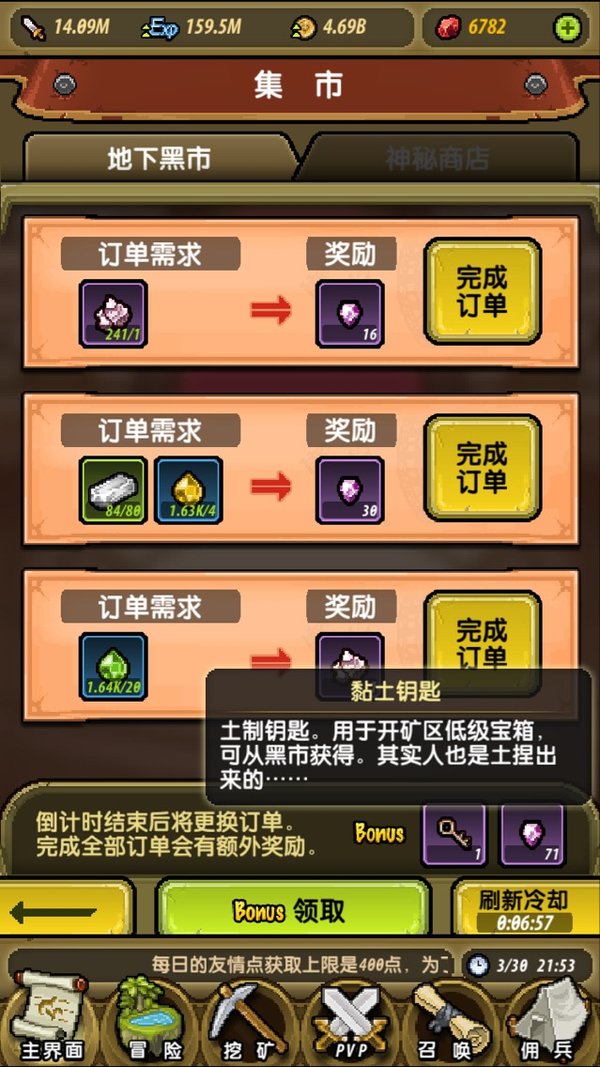 14.09M Exp 159.5M 4.69B 6782
集 市
地下黑市 神秘商店
订单需求 奖励 完成
订单
241/1 16
订单需求 奖励 完成
订单
84/80 1.63K/4 30
订单需求 奖励 完成
订单
1.64K/20
黏土钥匙
土制钥匙。用于开矿区低级宝箱，
可从黑市获得。其实人也是土捏出
来的……
倒计时结束后将更换订单。
完成全部订单会有额外奖励。
Bonus 1 71
Bonus 领取
刷新冷却
0:06:57
每日的友情点获取上限是400点，为
3/30 21:53
主界面 冒 险 挖 矿 PVP 召 唤 佣 兵